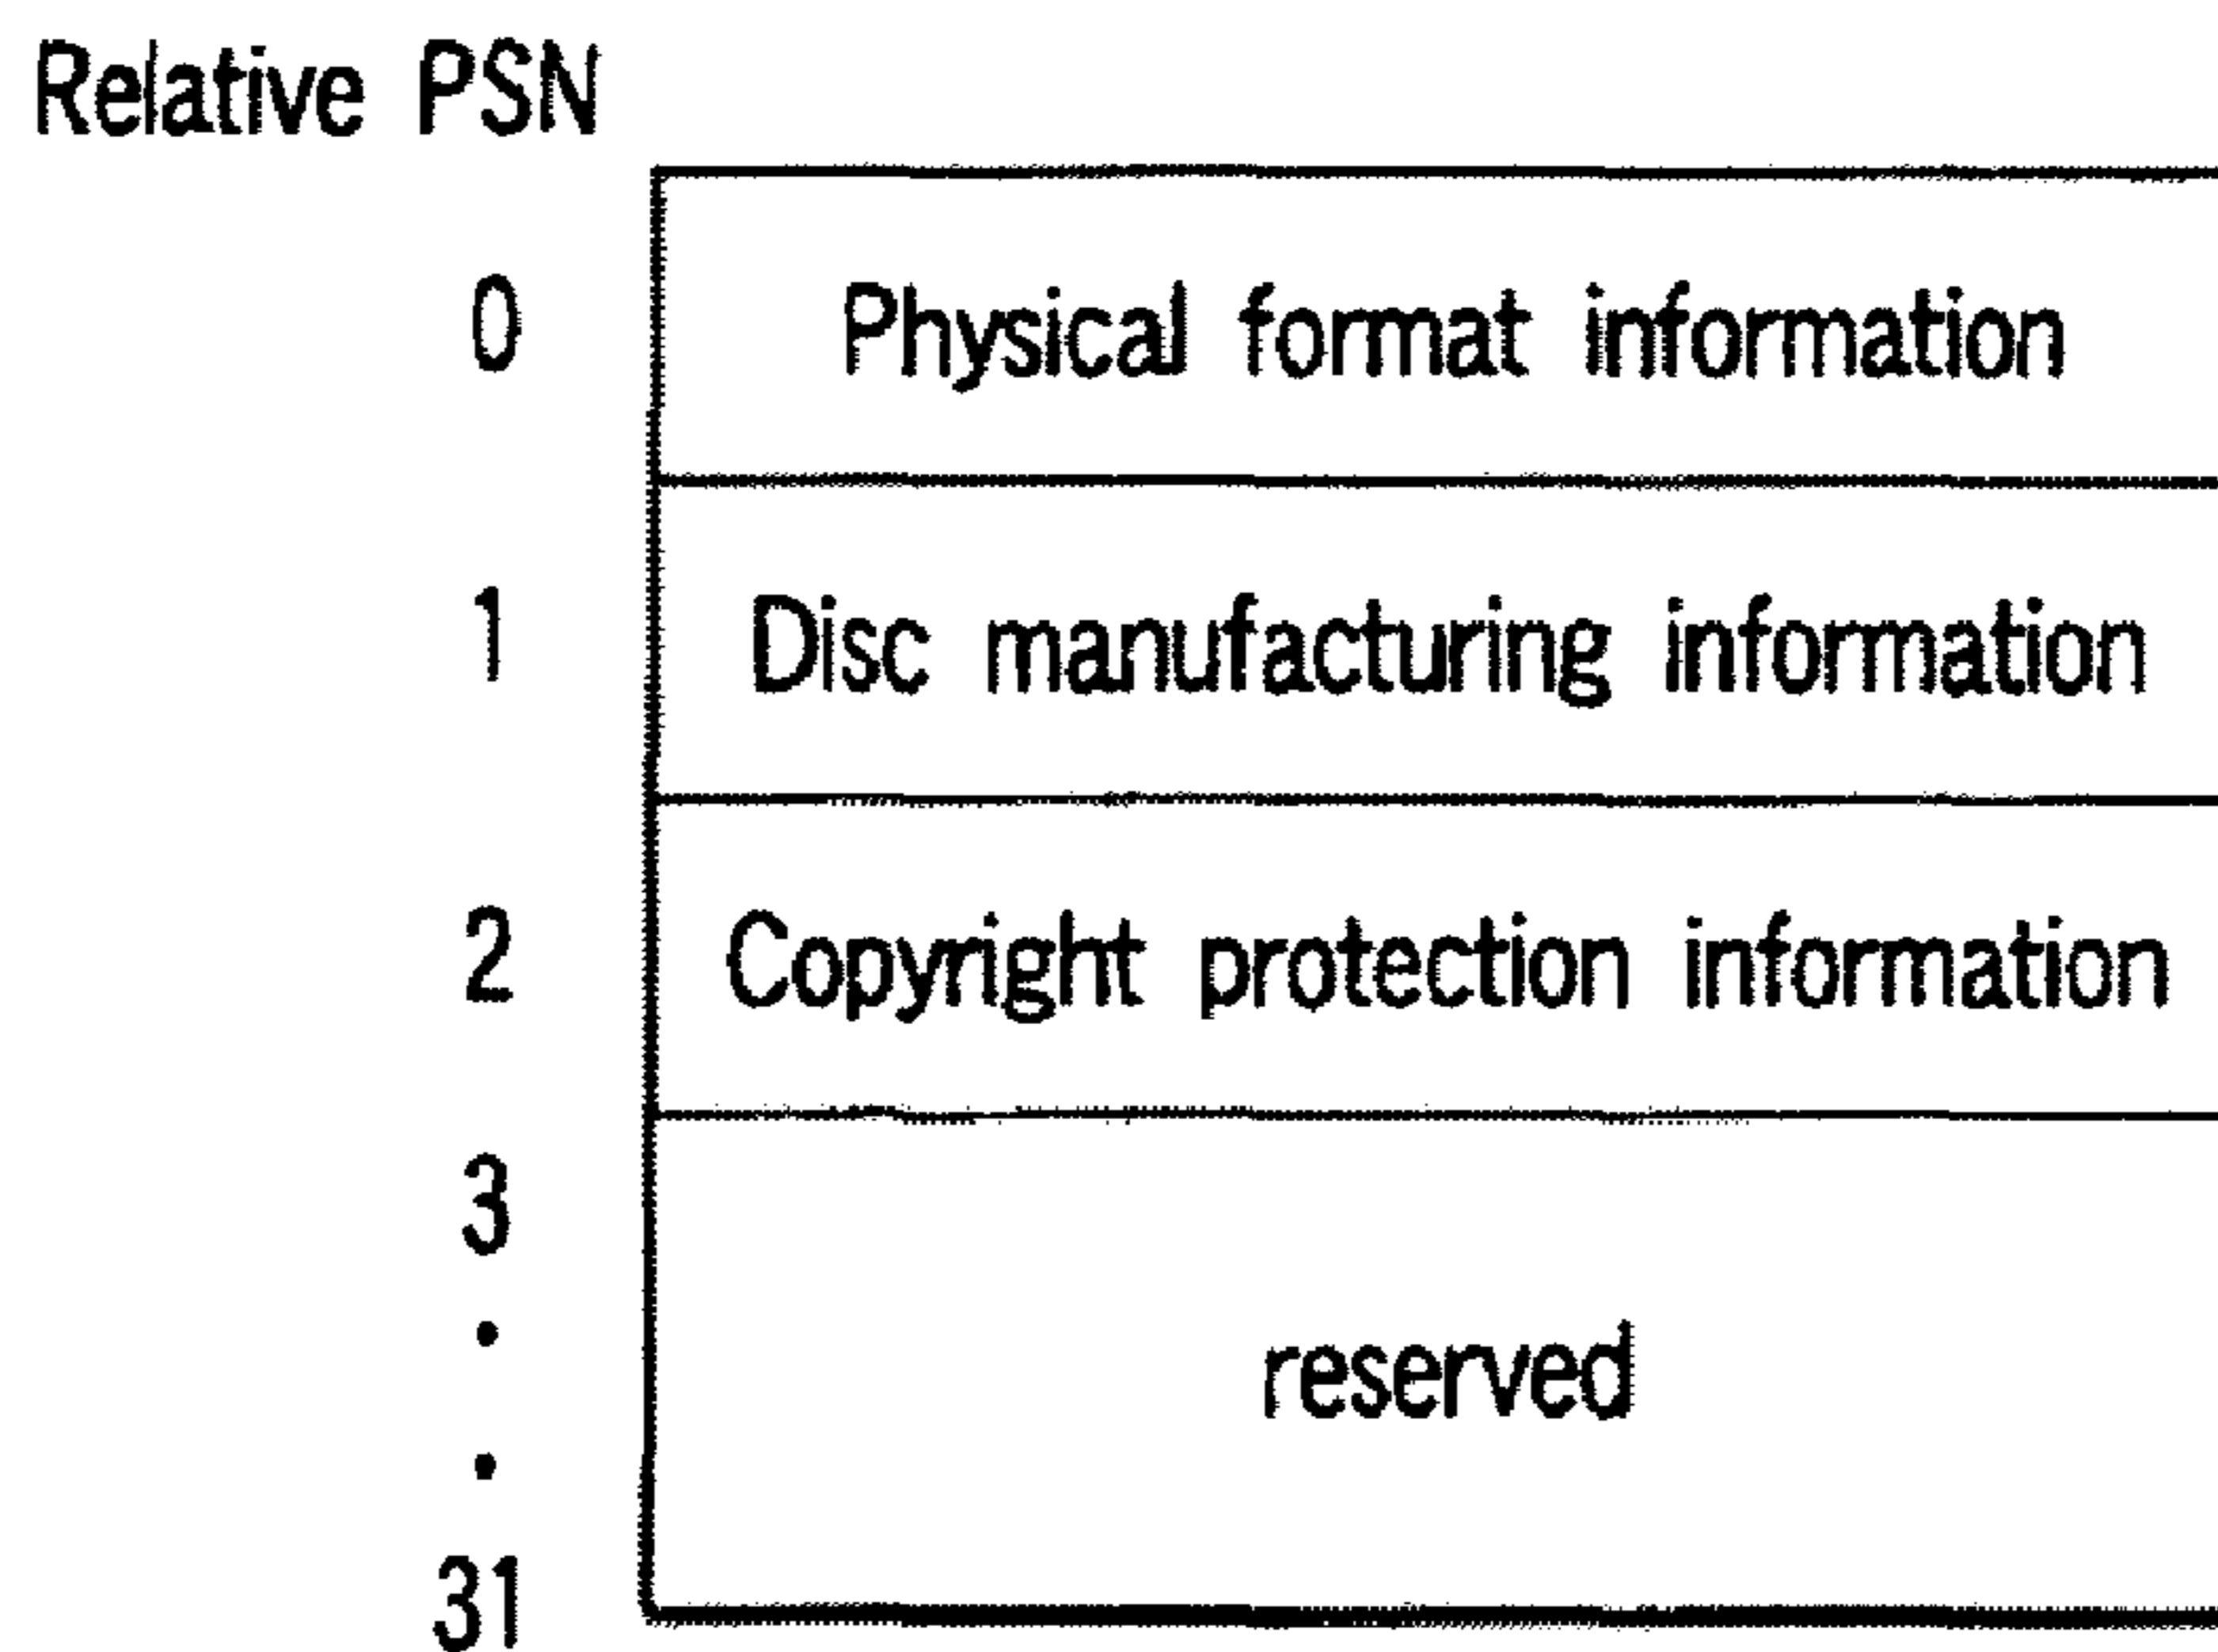 Relative PSN
0 Physical format information
1 Disc manufacturing information
2 Copyright protection information
3
.
reserved
.
31